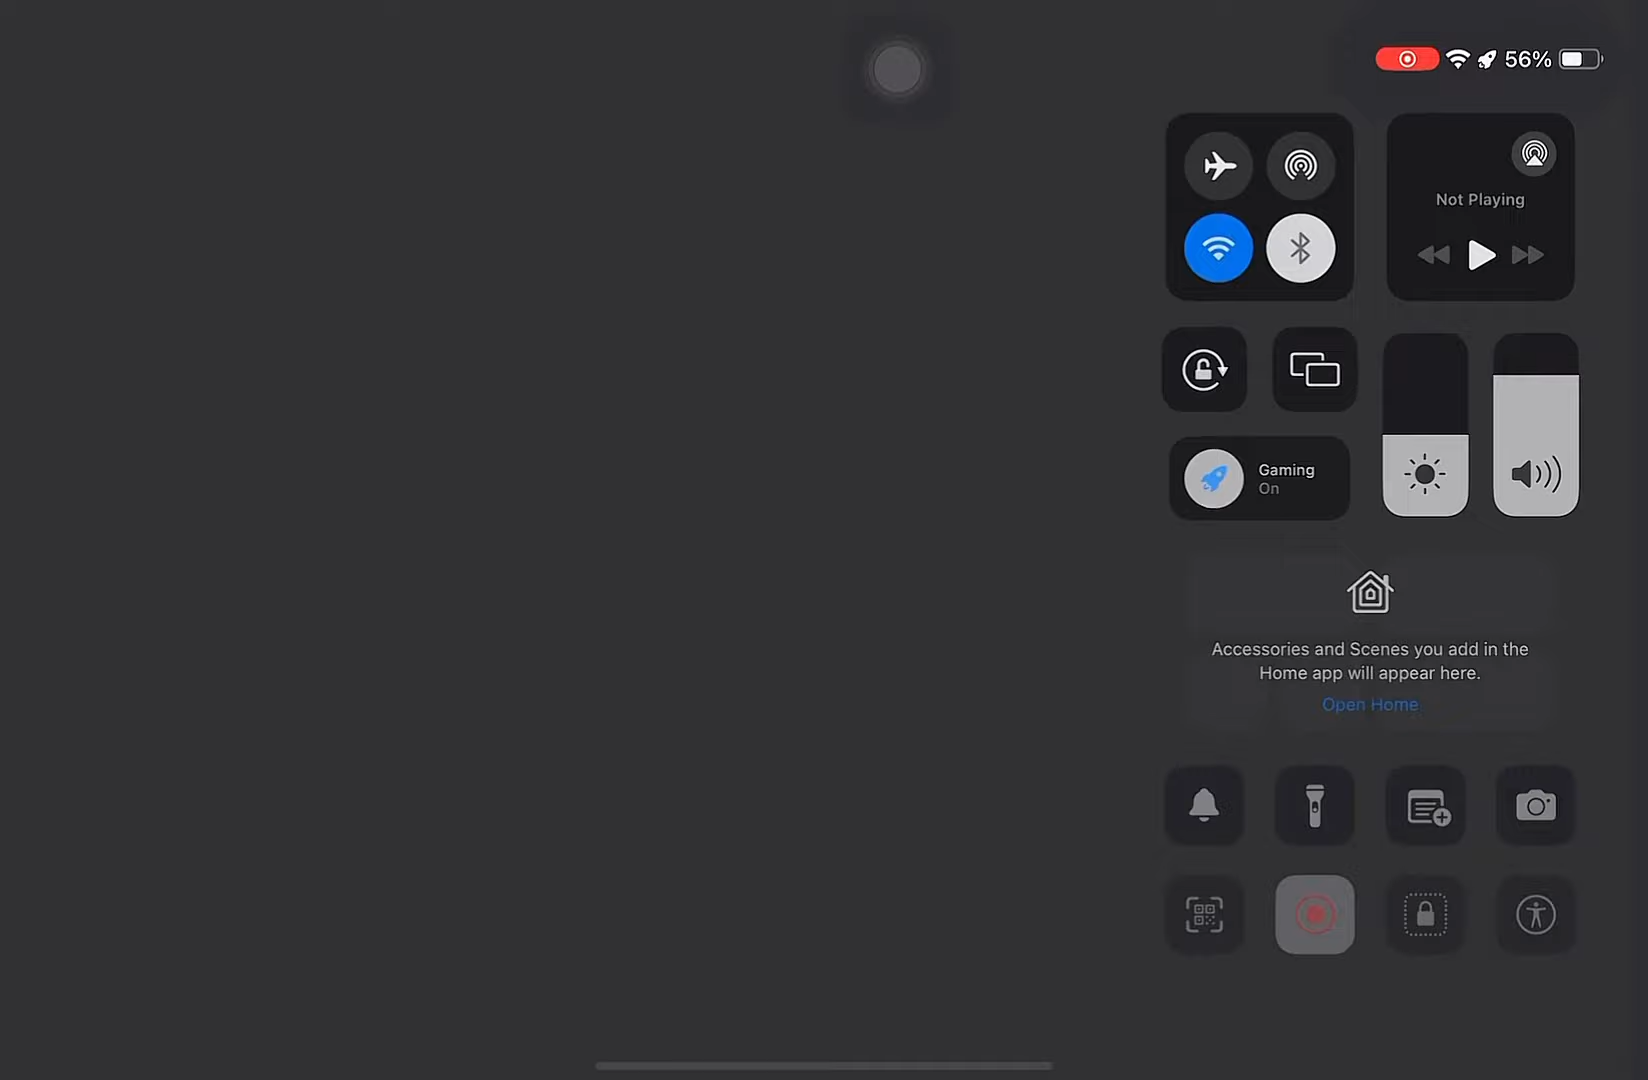 56%
Not Playing
Gaming
On
Accessories and Scenes you add in the
Home app will appear here.
Open Home